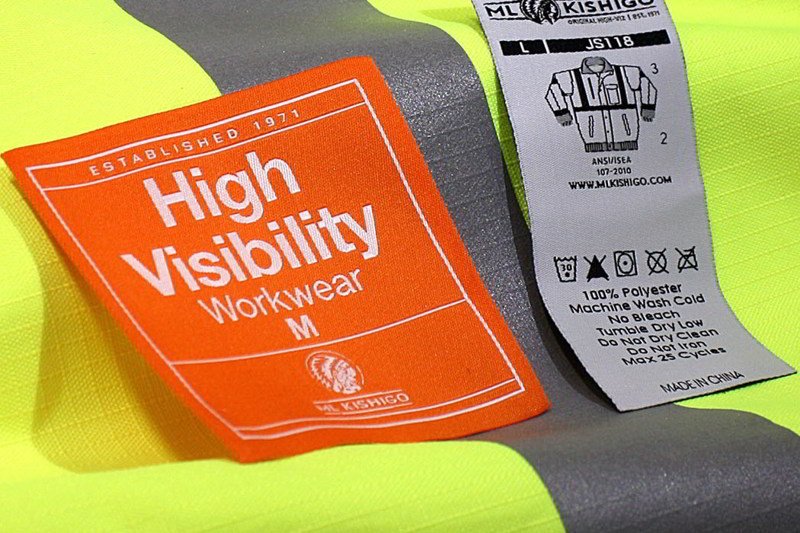 ESTABLISHED 1971
High
Visibility
Workwear
M
ML KISHIGO
ML KISHIGO
ORIGINAL HIGH-VIZ | EST. 1971
L JS118
3
2
ANSI/ISEA
107-2010
WWW.MLKISHIGO.COM
30
100% Polyester
Machine Wash Cold
No Bleach
Tumble Dry Low
Do Not Dry Clean
Do Not Iron
Max 25 Cycles
MADE IN CHINA